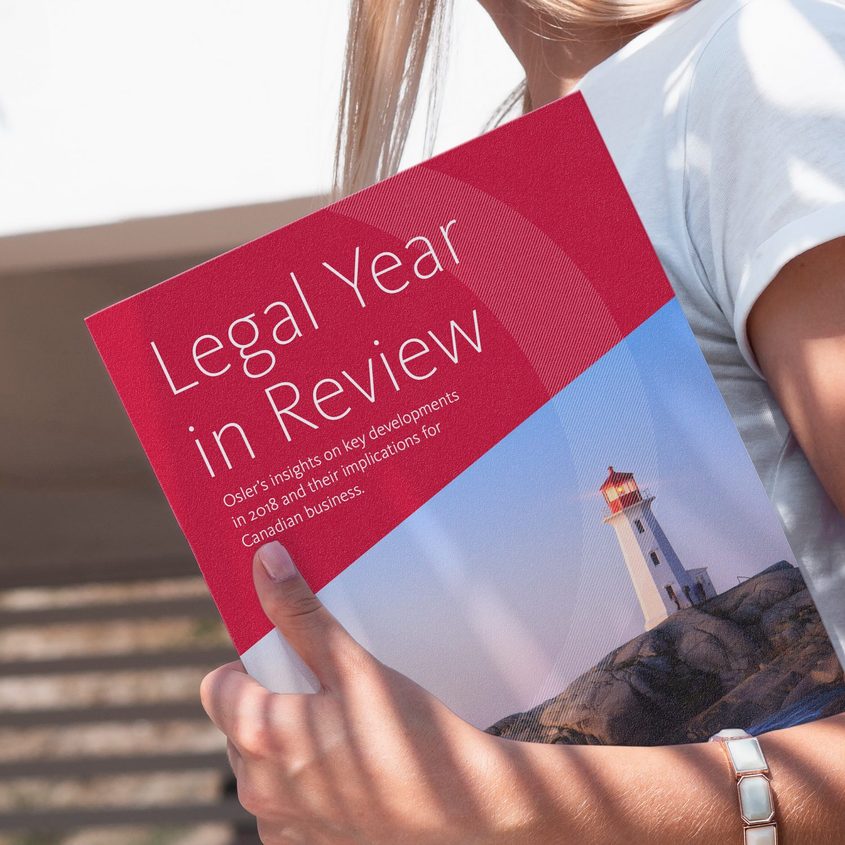 Legal Year
in Review
Osler's insights on key developments
in 2018 and their implications for
Canadian business.